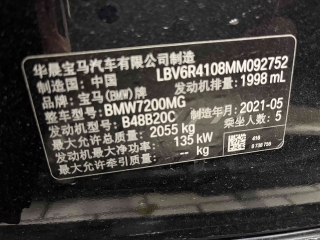 华晨宝马汽车有限公司制造
制造国：中国 LBV6R4108MM092752
品牌：宝马(BMW)牌 发动机排量：1998 mL
整车型号：BMW7200MG
发动机型号：B48B20C 制造年月：2021-05
最大允许总质量：2055 kg 乘坐人数：5
发动机最大净功率：135 kW
最大允许牵引质量：-- kg
416